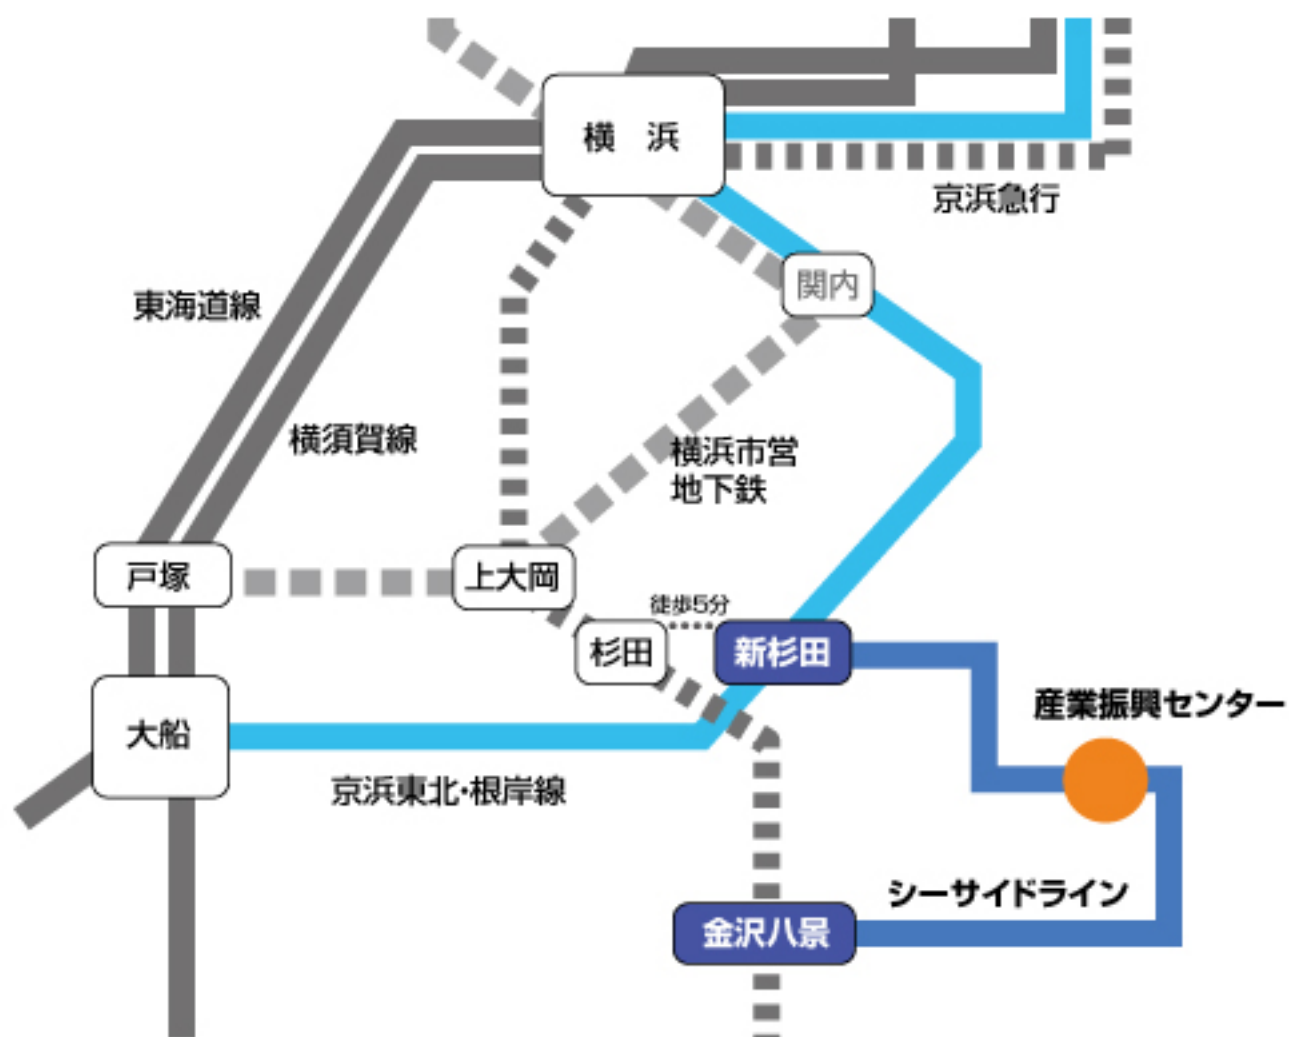 横 浜
京浜急行
関内
東海道線
横須賀線
横浜市営
地下鉄
戸塚
上大岡
徒歩5分
杉田
新杉田
産業振興センター
大船
京浜東北・根岸線
シーサイドライン
金沢八景